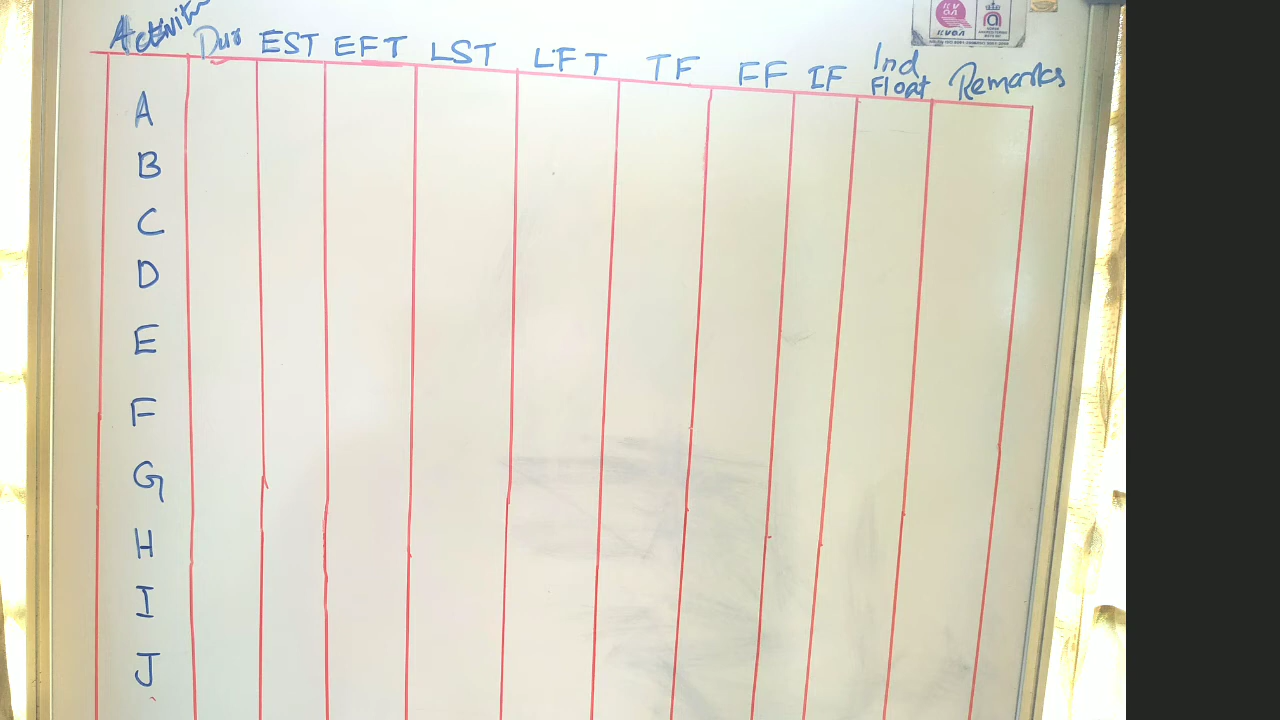 Activity Dur EST EFT LST LFT TF FF IF Ind Float Remarks
A
B
C
D
E
F
G
H
I
J